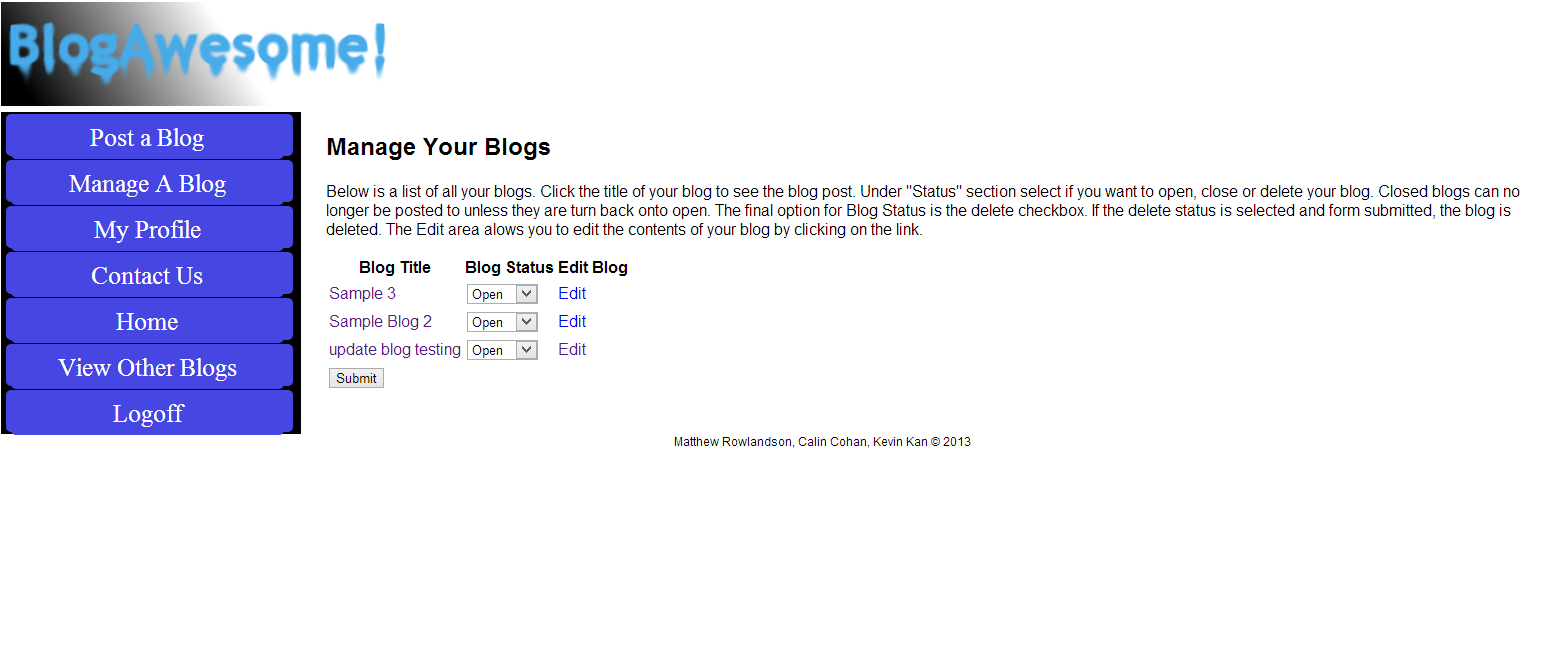 BlogAwesome!
Post a Blog
Manage A Blog
My Profile
Contact Us
Home
View Other Blogs
Logoff
Manage Your Blogs
Below is a list of all your blogs. Click the title of your blog to see the blog post. Under "Status" section select if you want to open, close or delete your blog. Closed blogs can no
longer be posted to unless they are turn back onto open. The final option for Blog Status is the delete checkbox. If the delete status is selected and form submitted, the blog is
deleted. The Edit area alows you to edit the contents of your blog by clicking on the link.
Blog Title Blog Status Edit Blog
Sample 3 Open Edit
Sample Blog 2 Open Edit
update blog testing Open Edit
Submit
Matthew Rowlandson, Calin Cohan, Kevin Kan © 2013